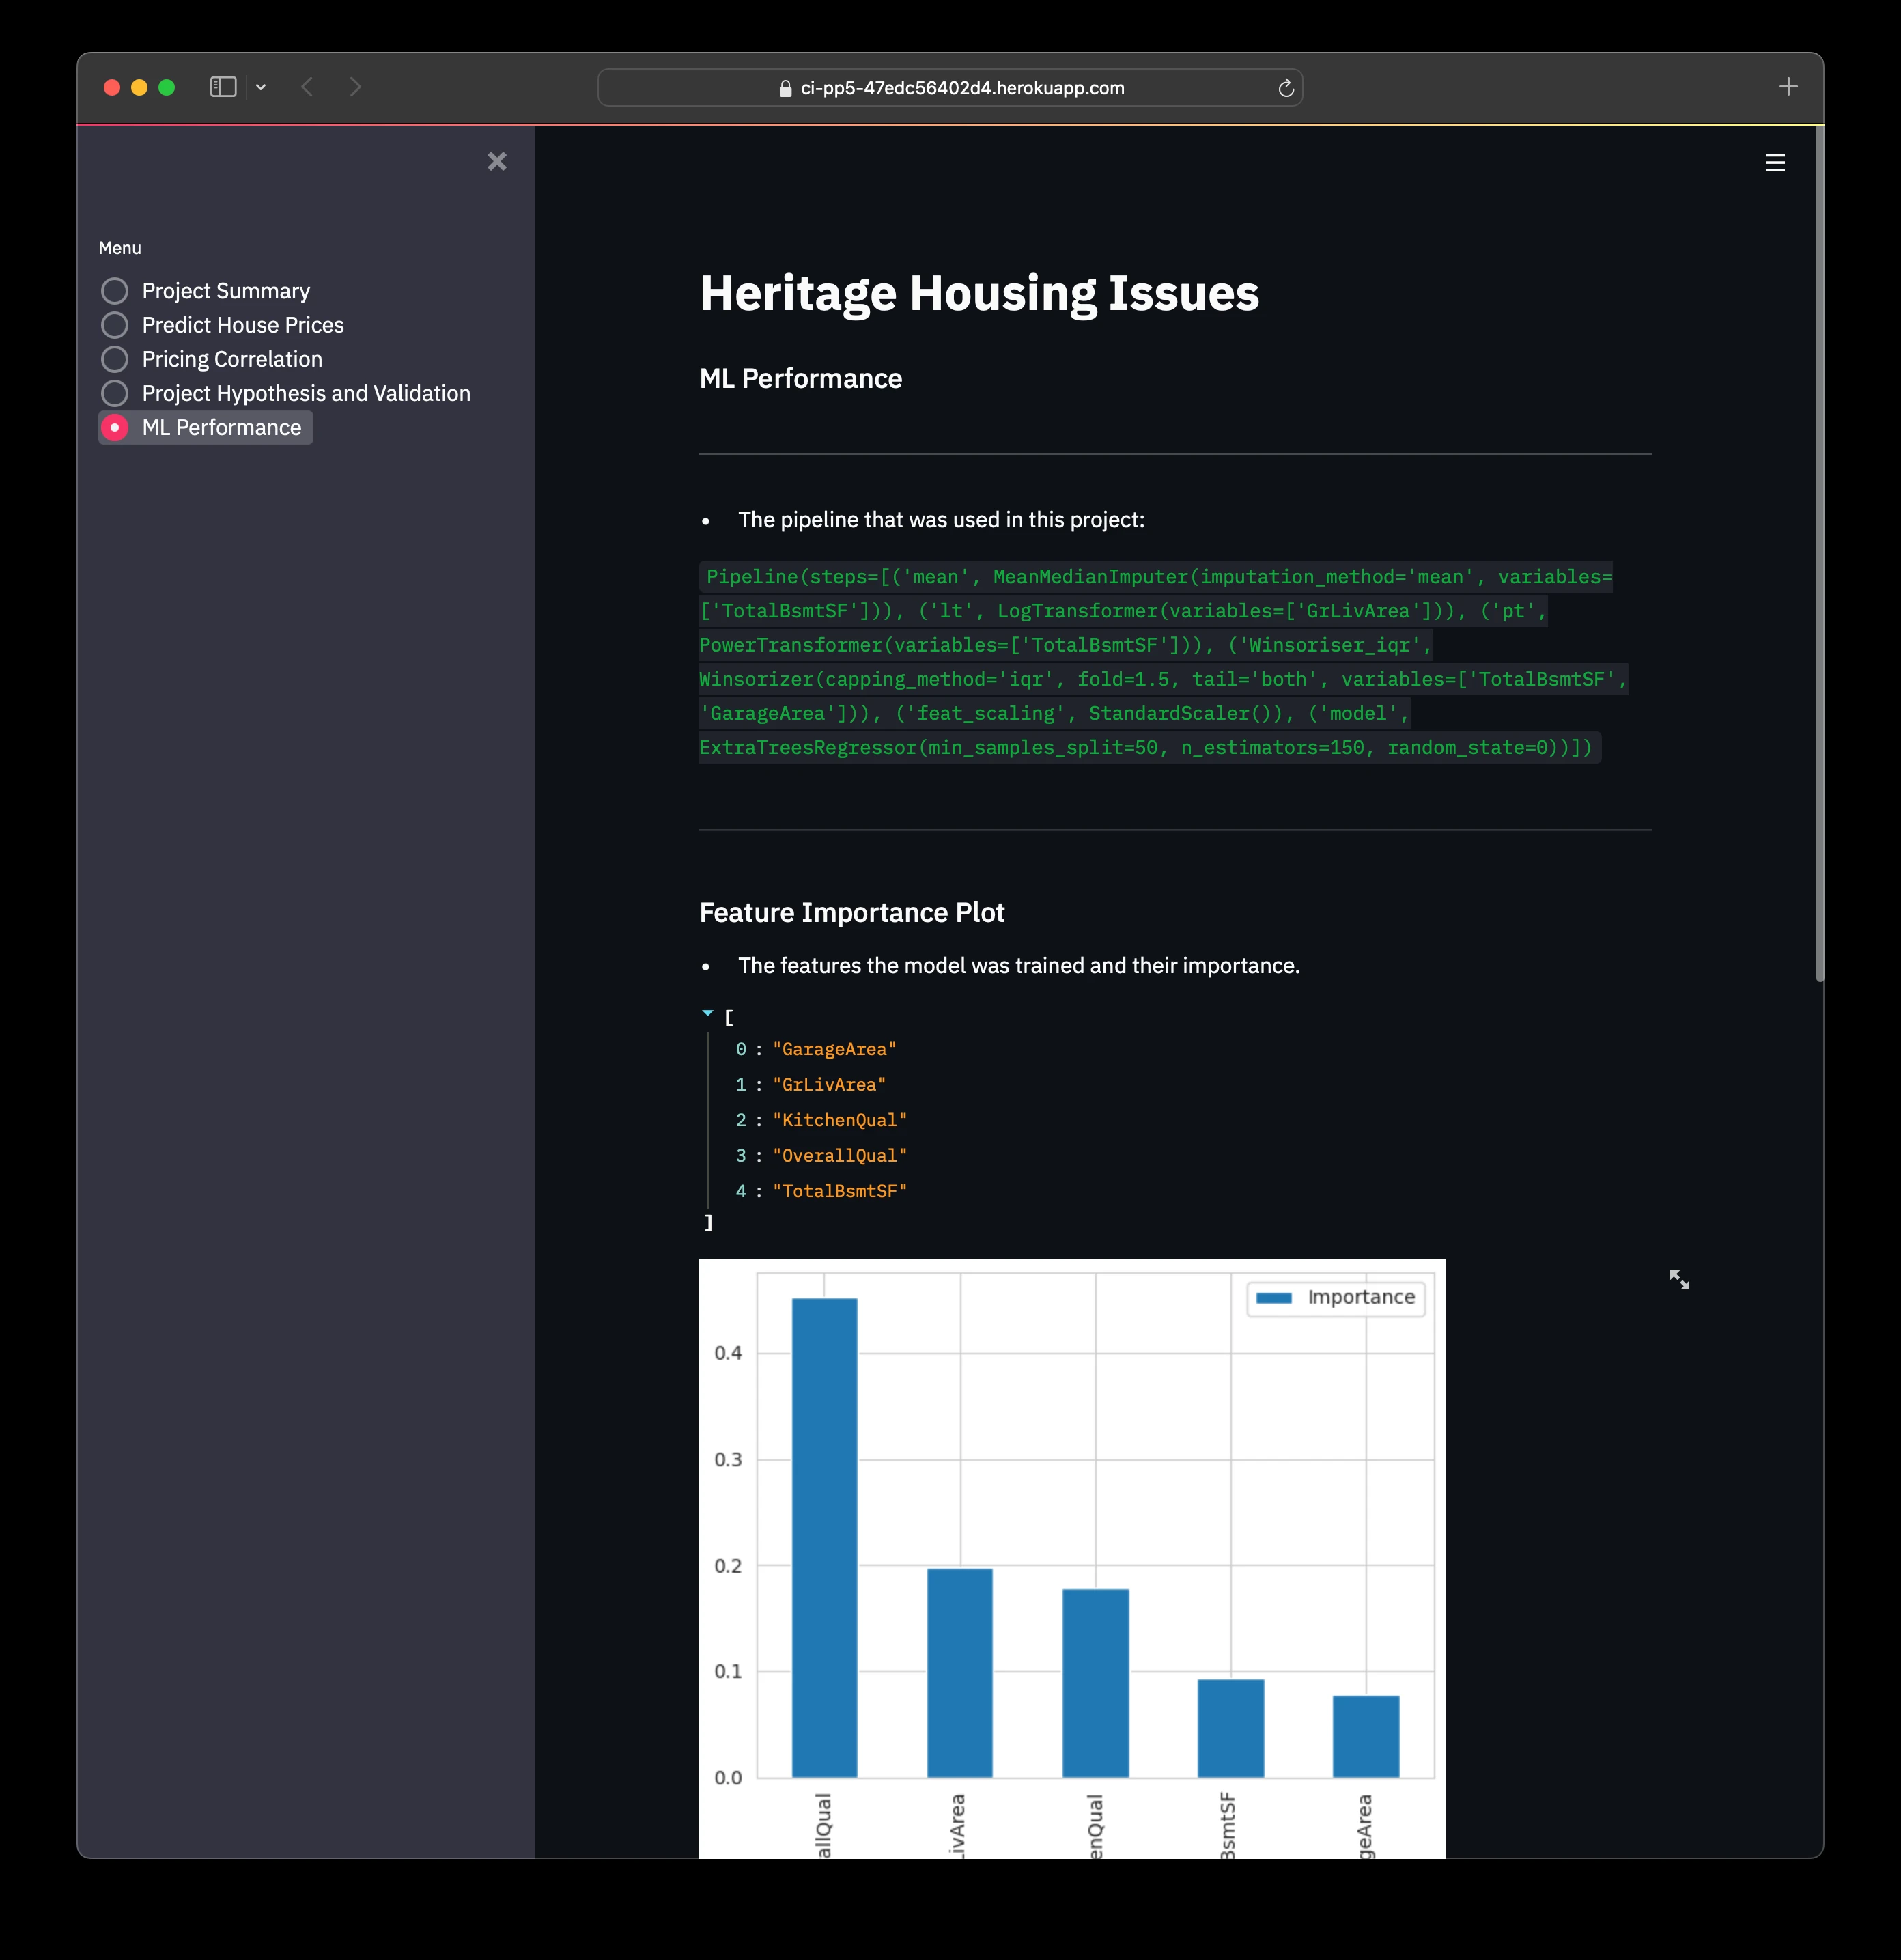 ci-pp5-47edc56402d4.herokuapp.com
Menu
Project Summary
Predict House Prices
Pricing Correlation
Project Hypothesis and Validation
ML Performance
Heritage Housing Issues
ML Performance
• The pipeline that was used in this project:
Pipeline(steps=[('mean', MeanMedianImputer(imputation_method='mean', variables=
['TotalBsmtSF'])), ('lt', LogTransformer(variables=['GrLivArea'])), ('pt',
PowerTransformer(variables=['TotalBsmtSF'])), ('Winsoriser_iqr',
Winsorizer(capping_method='iqr', fold=1.5, tail='both', variables=['TotalBsmtSF',
'GarageArea'])), ('feat_scaling', StandardScaler()), ('model',
ExtraTreesRegressor(min_samples_split=50, n_estimators=150, random_state=0))])
Feature Importance Plot
• The features the model was trained and their importance.
[
0 : "GarageArea"
1 : "GrLivArea"
2 : "KitchenQual"
3 : "OverallQual"
4 : "TotalBsmtSF"
]
Importance
0.4
0.3
0.2
0.1
0.0
allQual
LivArea
enQual
BsmtSF
geArea